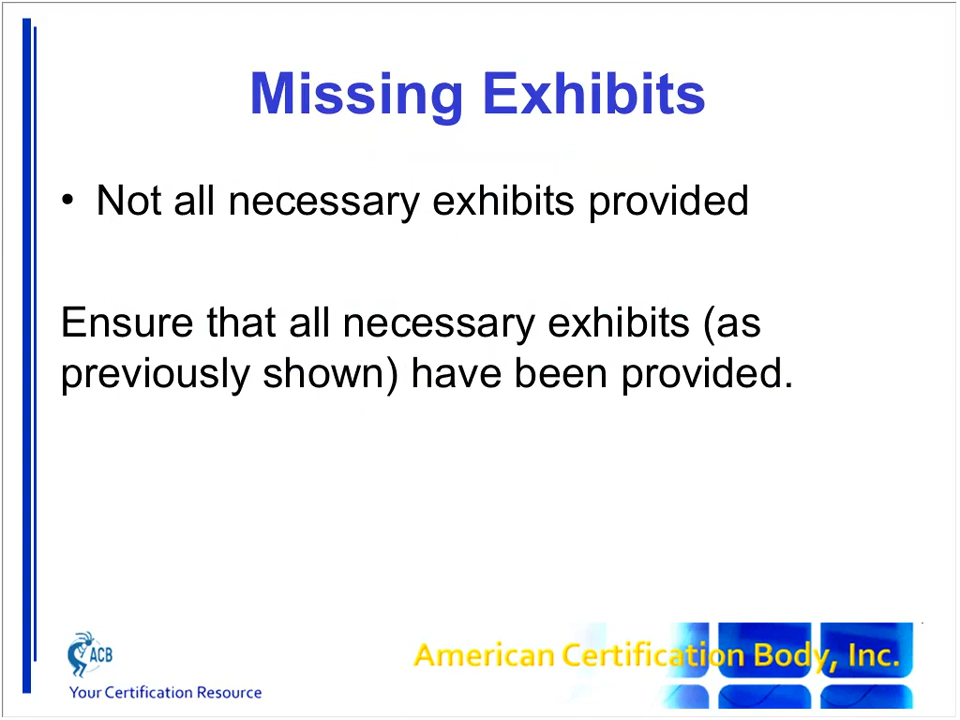 Missing Exhibits
• Not all necessary exhibits provided
Ensure that all necessary exhibits (as
previously shown) have been provided.
ACB
American Certification Body, Inc.
Your Certification Resource